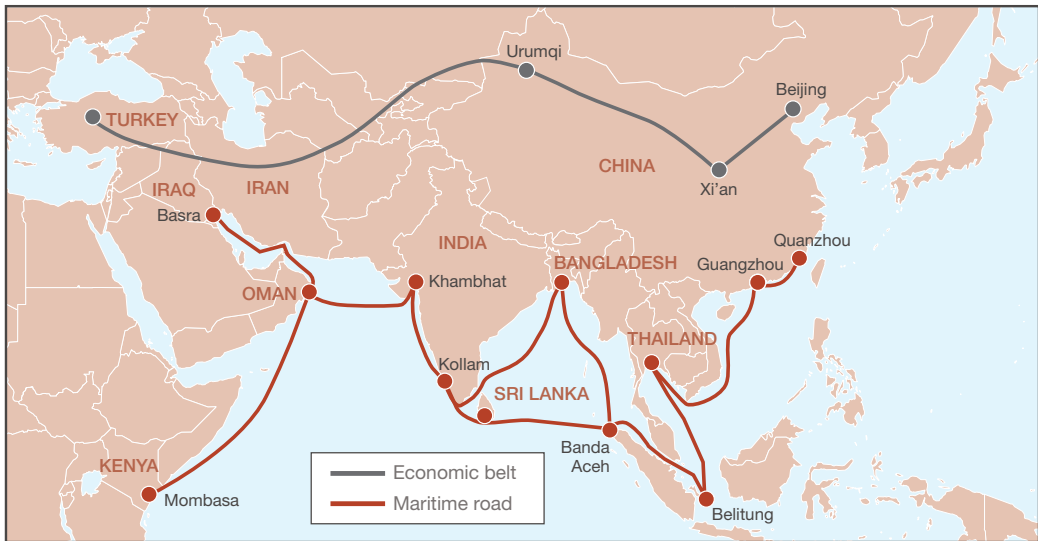 Urumqi
Beijing
TURKEY
CHINA
Xi'an
IRAQ
IRAN
Basra
INDIA
Quanzhou
BANGLADESH
Guangzhou
Khambhat
OMAN
THAILAND
Kollam
SRI LANKA
Banda
Aceh
KENYA
Mombasa
Belitung
Economic belt
Maritime road